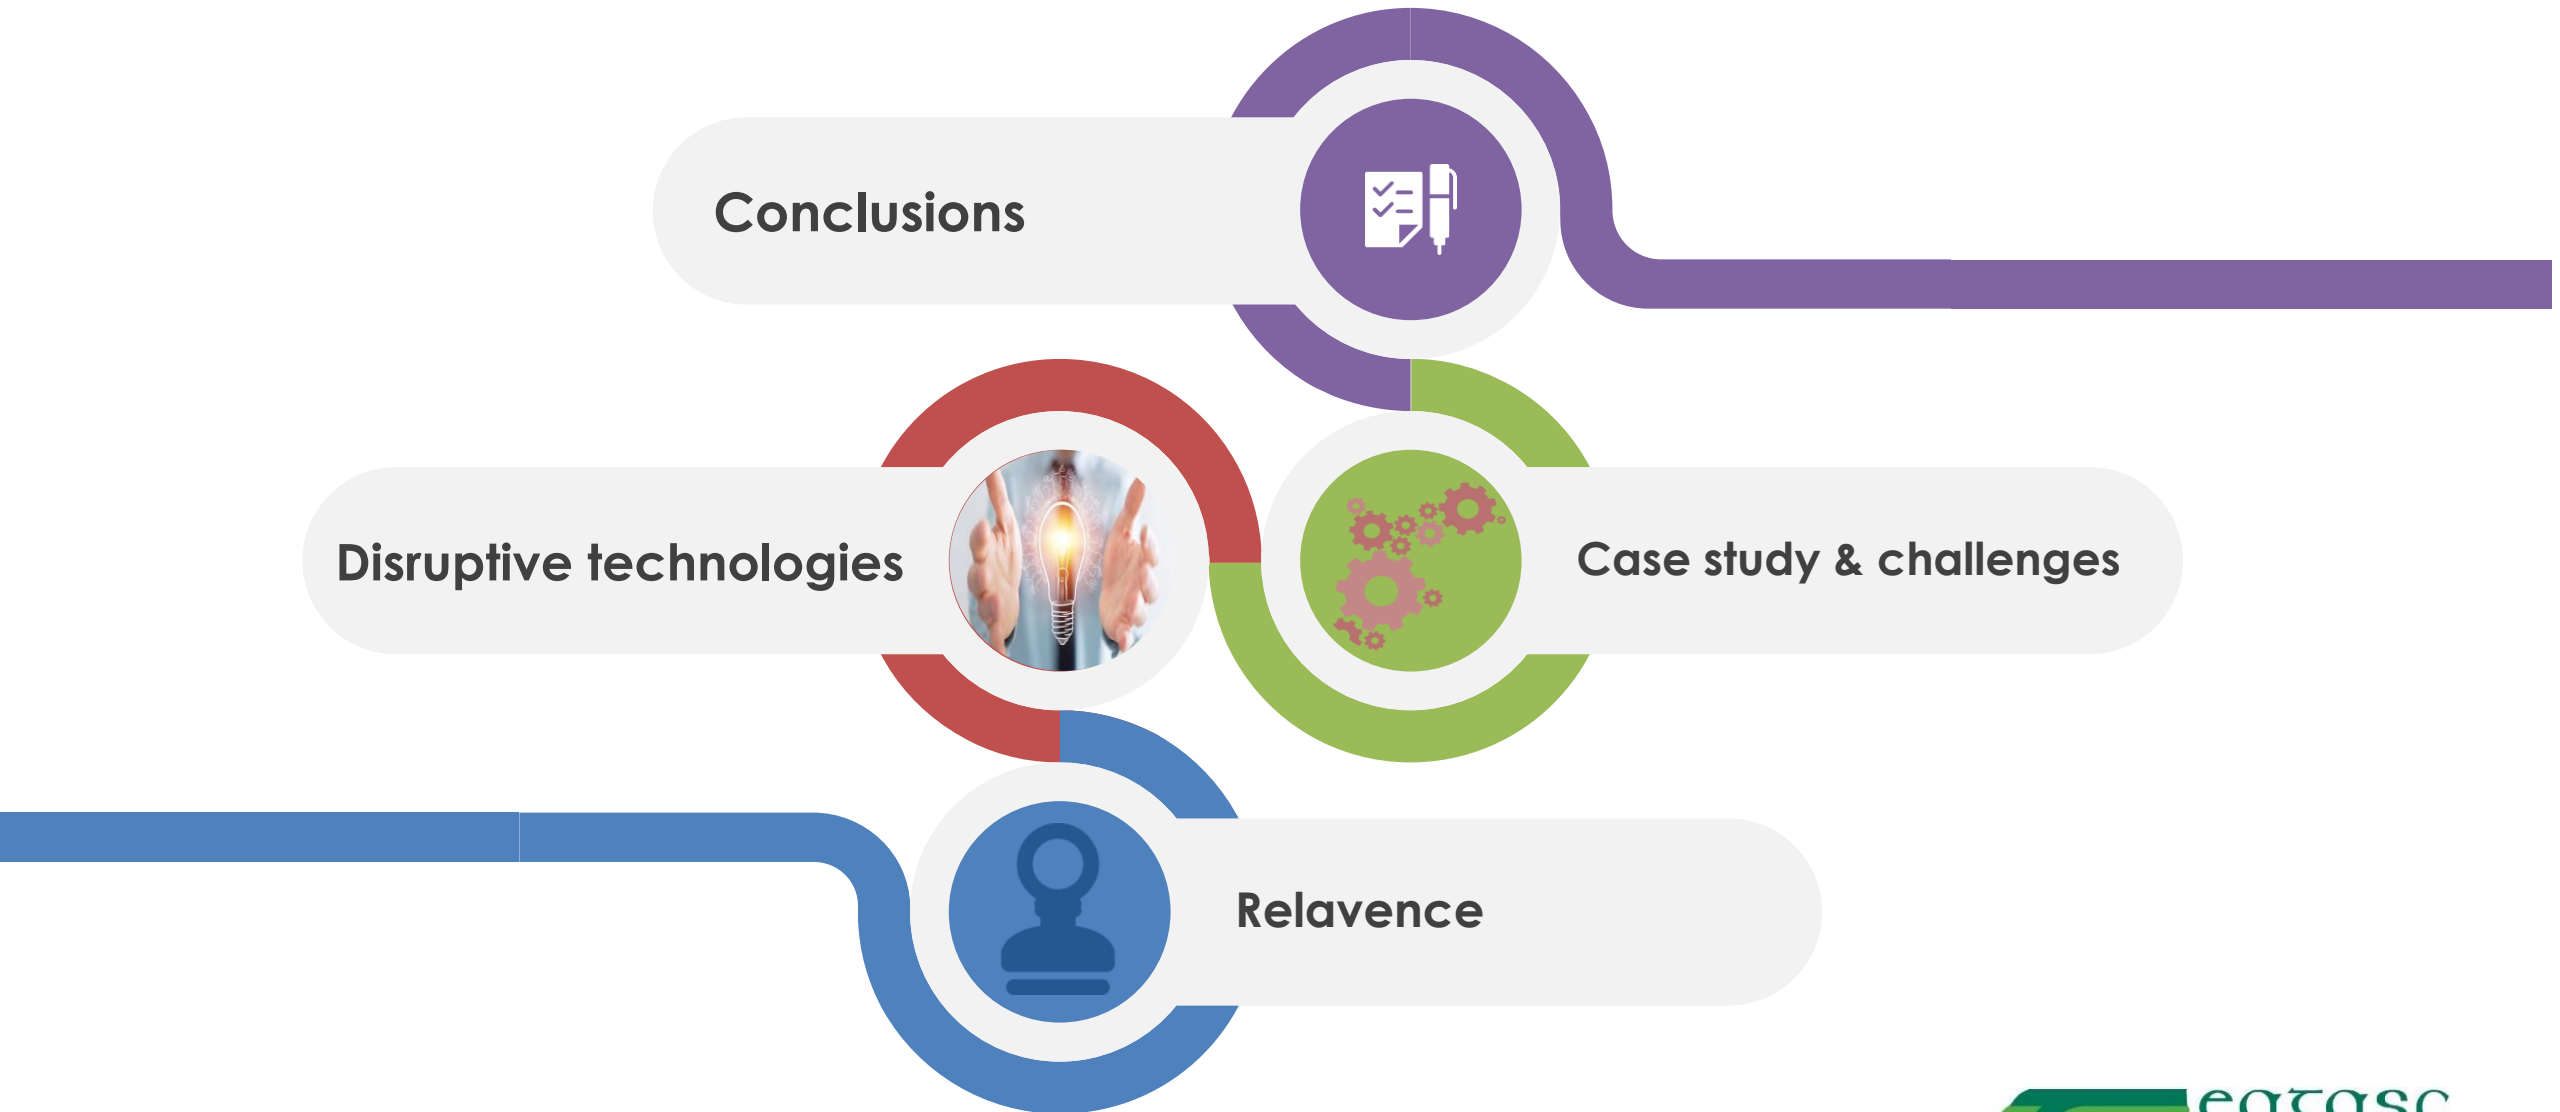 Conclusions
Disruptive technologies
Case study & challenges
Relavence